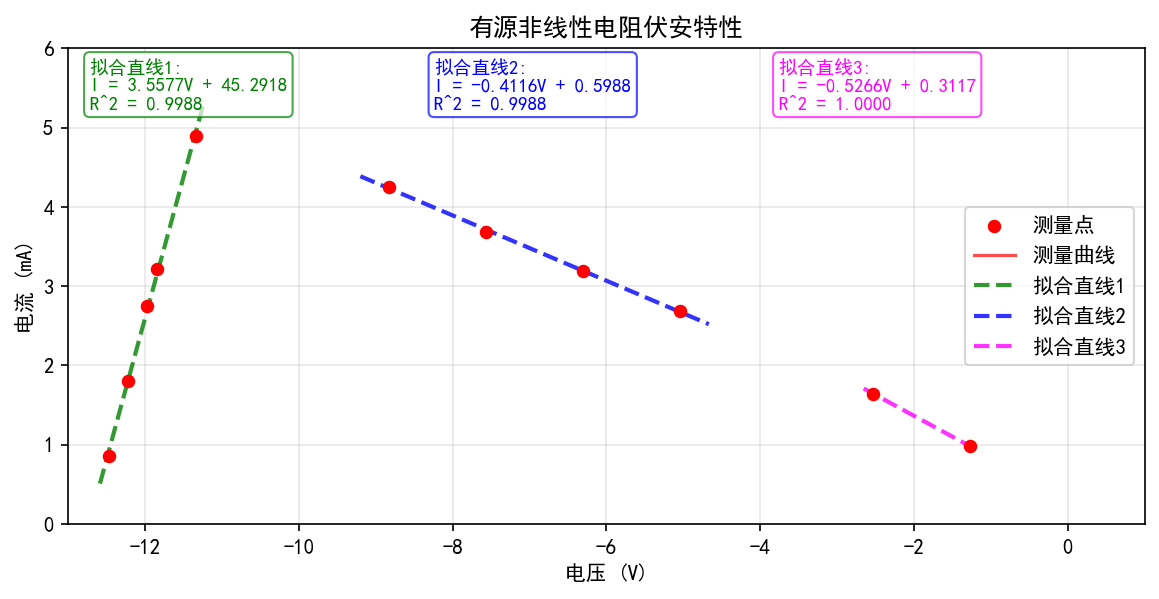 有源非线性电阻伏安特性
拟合直线1:
I = 3.5577V + 45.2918
R^2 = 0.9988
拟合直线2:
I = −0.4116V + 0.5988
R^2 = 0.9988
拟合直线3:
I = −0.5266V + 0.3117
R^2 = 1.0000
6
5
4
3
2
1
0
电流 (mA)
测量点
测量曲线
拟合直线1
拟合直线2
拟合直线3
−12
−10
−8
−6
−4
−2
0
电压 (V)